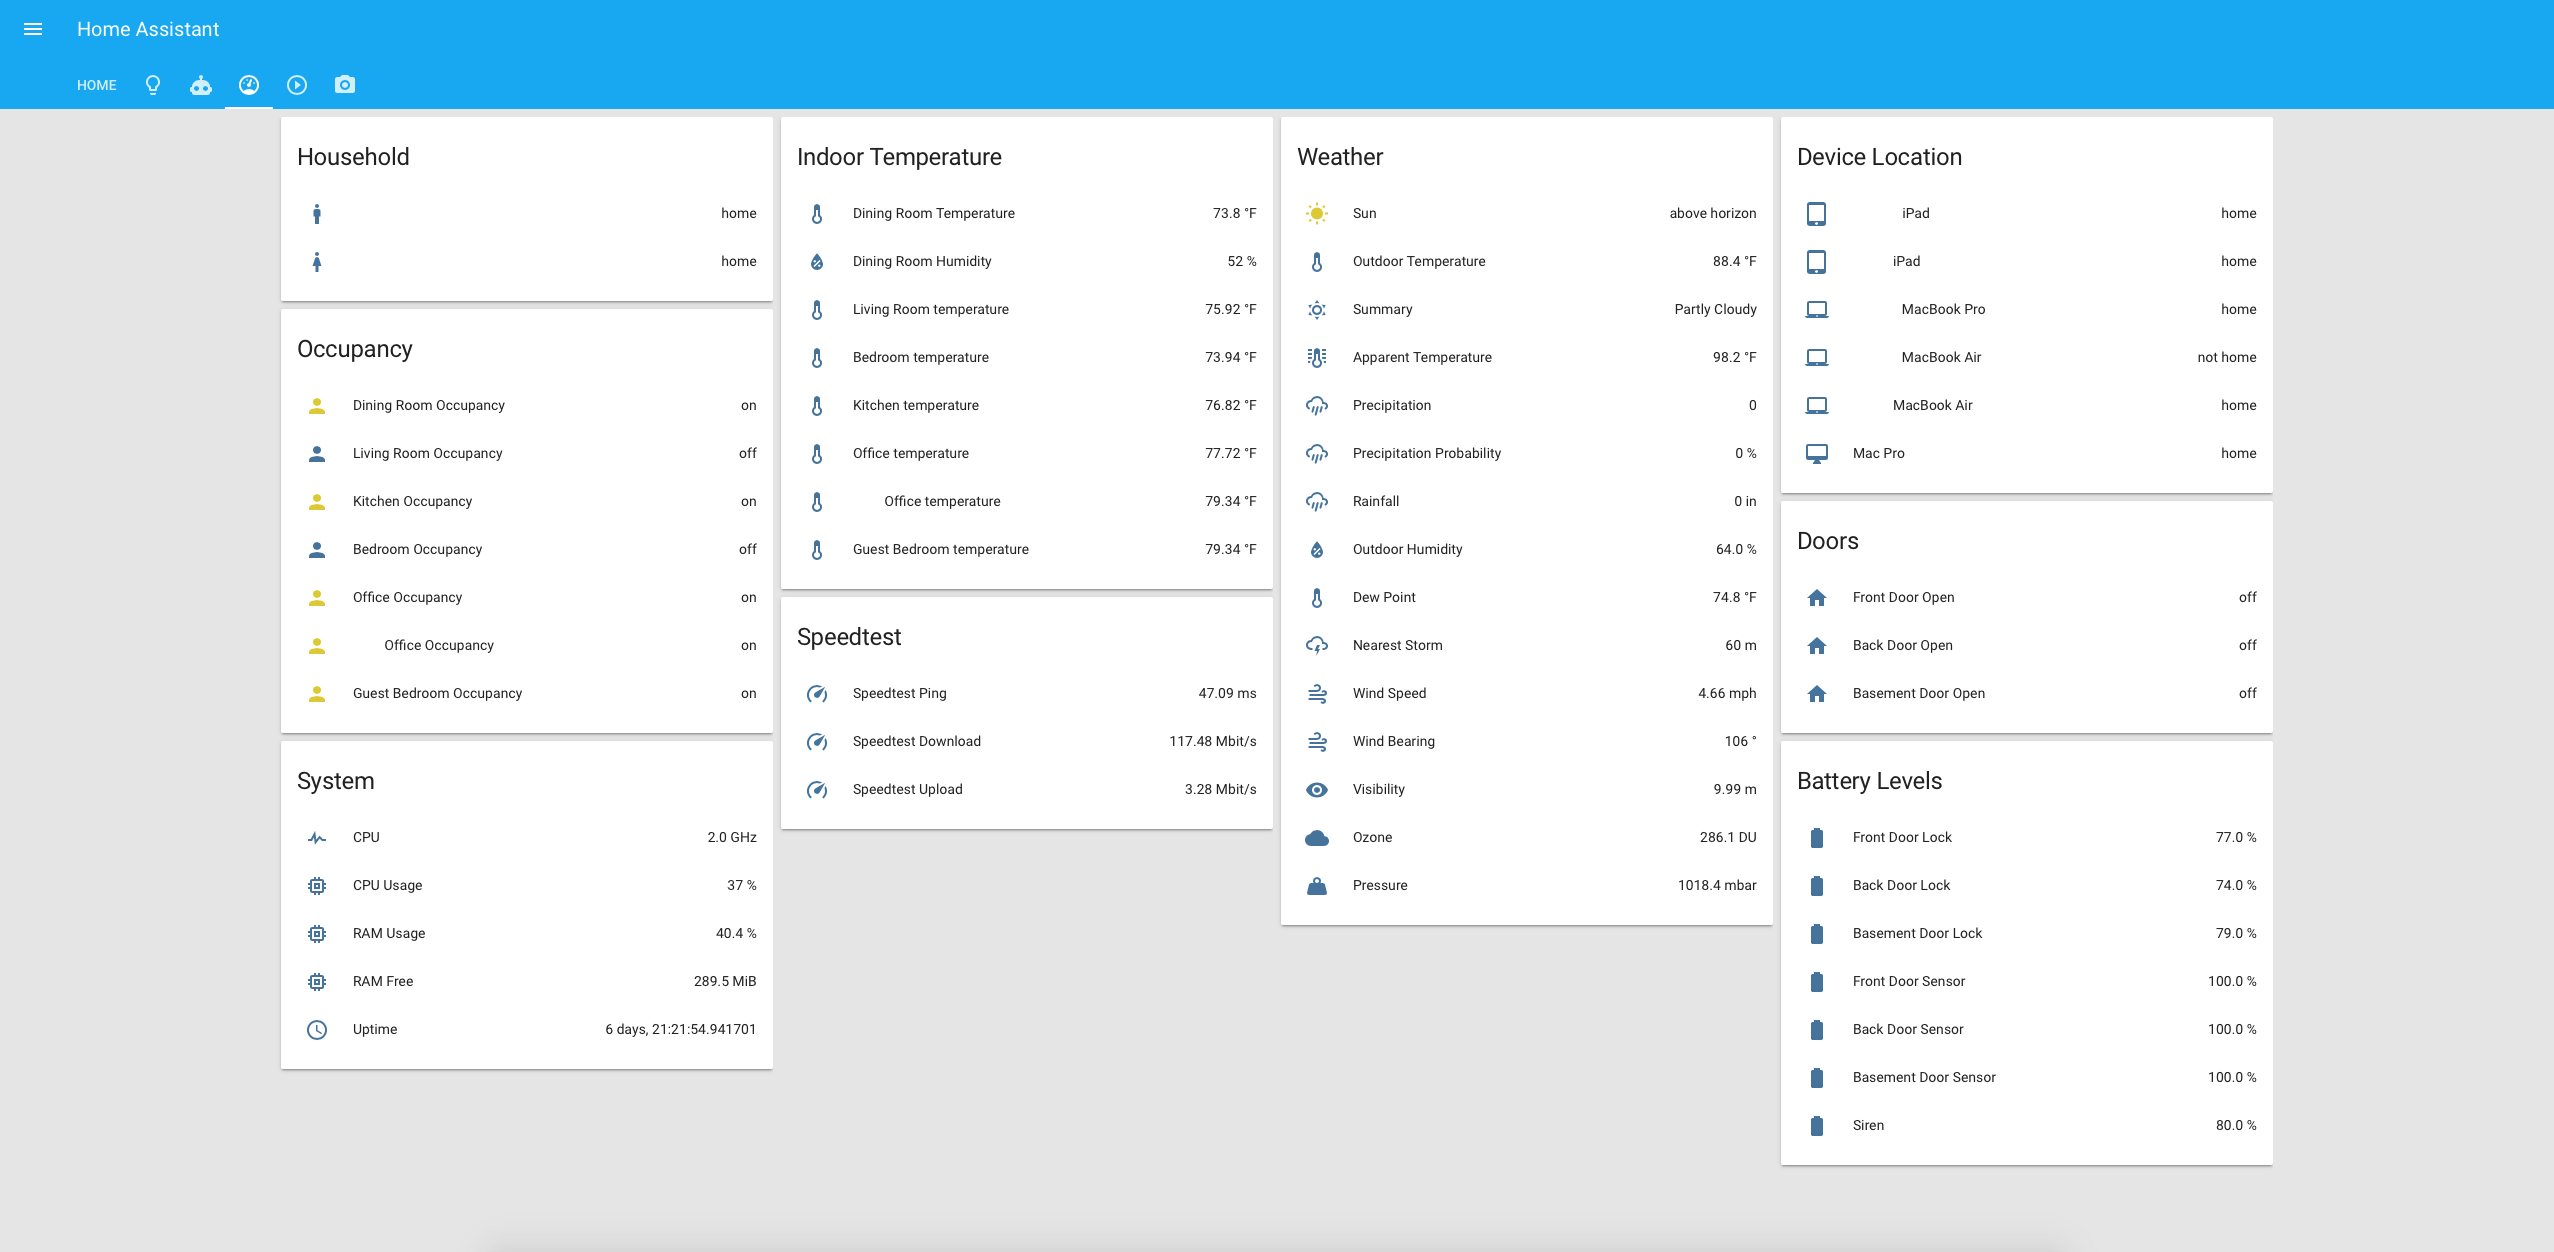 Home Assistant
HOME
Household
home
home
Occupancy
Dining Room Occupancy on
Living Room Occupancy off
Kitchen Occupancy on
Bedroom Occupancy off
Office Occupancy on
Office Occupancy on
Guest Bedroom Occupancy on
System
CPU 2.0 GHz
CPU Usage 37 %
RAM Usage 40.4 %
RAM Free 289.5 MiB
Uptime 6 days, 21:21:54.941701
Indoor Temperature
Dining Room Temperature 73.8 °F
Dining Room Humidity 52 %
Living Room temperature 75.92 °F
Bedroom temperature 73.94 °F
Kitchen temperature 76.82 °F
Office temperature 77.72 °F
Office temperature 79.34 °F
Guest Bedroom temperature 79.34 °F
Speedtest
Speedtest Ping 47.09 ms
Speedtest Download 117.48 Mbit/s
Speedtest Upload 3.28 Mbit/s
Weather
Sun above horizon
Outdoor Temperature 88.4 °F
Summary Partly Cloudy
Apparent Temperature 98.2 °F
Precipitation 0
Precipitation Probability 0 %
Rainfall 0 in
Outdoor Humidity 64.0 %
Dew Point 74.8 °F
Nearest Storm 60 m
Wind Speed 4.66 mph
Wind Bearing 106 °
Visibility 9.99 m
Ozone 286.1 DU
Pressure 1018.4 mbar
Device Location
iPad home
iPad home
MacBook Pro home
MacBook Air not home
MacBook Air home
Mac Pro home
Doors
Front Door Open off
Back Door Open off
Basement Door Open off
Battery Levels
Front Door Lock 77.0 %
Back Door Lock 74.0 %
Basement Door Lock 79.0 %
Front Door Sensor 100.0 %
Back Door Sensor 100.0 %
Basement Door Sensor 100.0 %
Siren 80.0 %